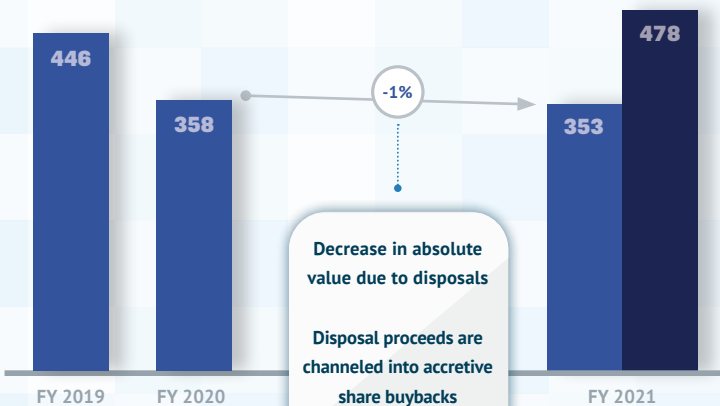 478
446
-1%
358
353
Decrease in absolute
value due to disposals
Disposal proceeds are
channeled into accretive
share buybacks
FY 2019
FY 2020
FY 2021